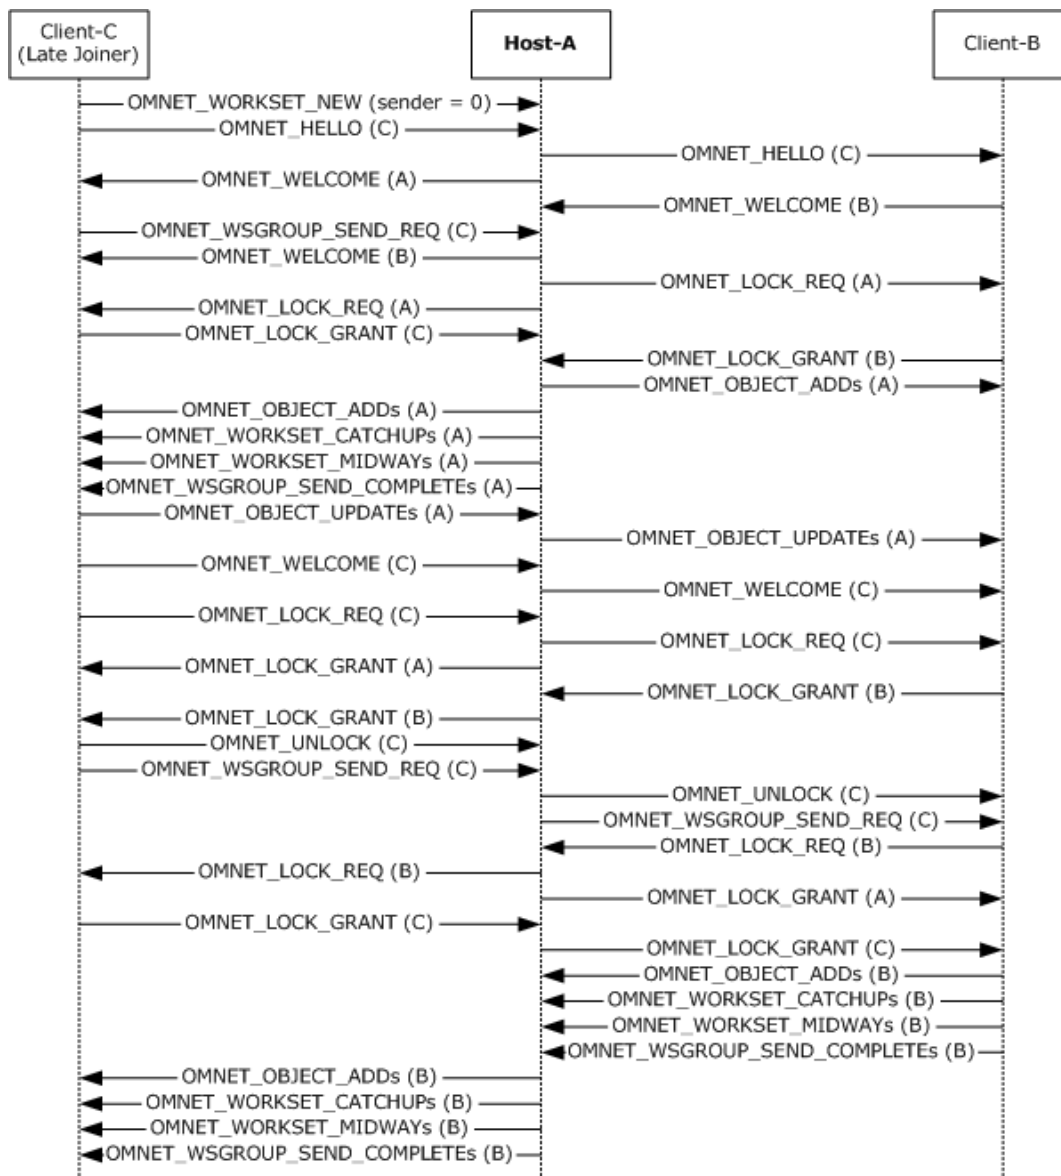 Client-C
(Late Joiner)
Host-A
Client-B
OMNET_WORKSET_NEW (sender = 0)
OMNET_HELLO (C)
OMNET_HELLO (C)
OMNET_WELCOME (A)
OMNET_WELCOME (B)
OMNET_WSGROUP_SEND_REQ (C)
OMNET_WELCOME (B)
OMNET_LOCK_REQ (A)
OMNET_LOCK_REQ (A)
OMNET_LOCK_GRANT (C)
OMNET_LOCK_GRANT (B)
OMNET_OBJECT_ADDs (A)
OMNET_OBJECT_ADDs (A)
OMNET_WORKSET_CATCHUPs (A)
OMNET_WORKSET_MIDWAYs (A)
OMNET_WSGROUP_SEND_COMPLETEs (A)
OMNET_OBJECT_UPDATEs (A)
OMNET_OBJECT_UPDATEs (A)
OMNET_WELCOME (C)
OMNET_WELCOME (C)
OMNET_LOCK_REQ (C)
OMNET_LOCK_REQ (C)
OMNET_LOCK_GRANT (A)
OMNET_LOCK_GRANT (B)
OMNET_LOCK_GRANT (B)
OMNET_UNLOCK (C)
OMNET_WSGROUP_SEND_REQ (C)
OMNET_UNLOCK (C)
OMNET_WSGROUP_SEND_REQ (C)
OMNET_LOCK_REQ (B)
OMNET_LOCK_REQ (B)
OMNET_LOCK_GRANT (A)
OMNET_LOCK_GRANT (C)
OMNET_LOCK_GRANT (C)
OMNET_OBJECT_ADDs (B)
OMNET_WORKSET_CATCHUPs (B)
OMNET_WORKSET_MIDWAYs (B)
OMNET_WSGROUP_SEND_COMPLETEs (B)
OMNET_OBJECT_ADDs (B)
OMNET_WORKSET_CATCHUPs (B)
OMNET_WORKSET_MIDWAYs (B)
OMNET_WSGROUP_SEND_COMPLETEs (B)